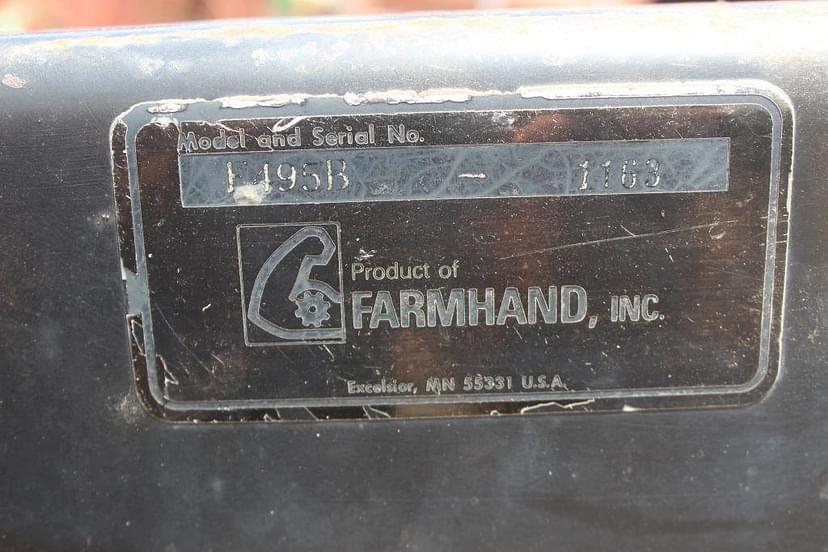 Model and Serial No.
F495B - 1163
Product of
FARMHAND, INC.
Excelsior, MN 55331 U.S.A.